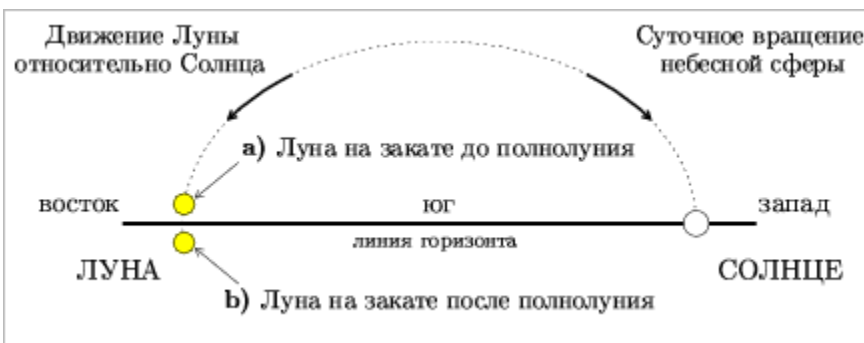 Движение Луны
относительно Солнца
Суточное вращение
небесной сферы
a) Луна на закате до полнолуния
восток
юг
запад
линия горизонта
ЛУНА
СОЛНЦЕ
b) Луна на закате после полнолуния